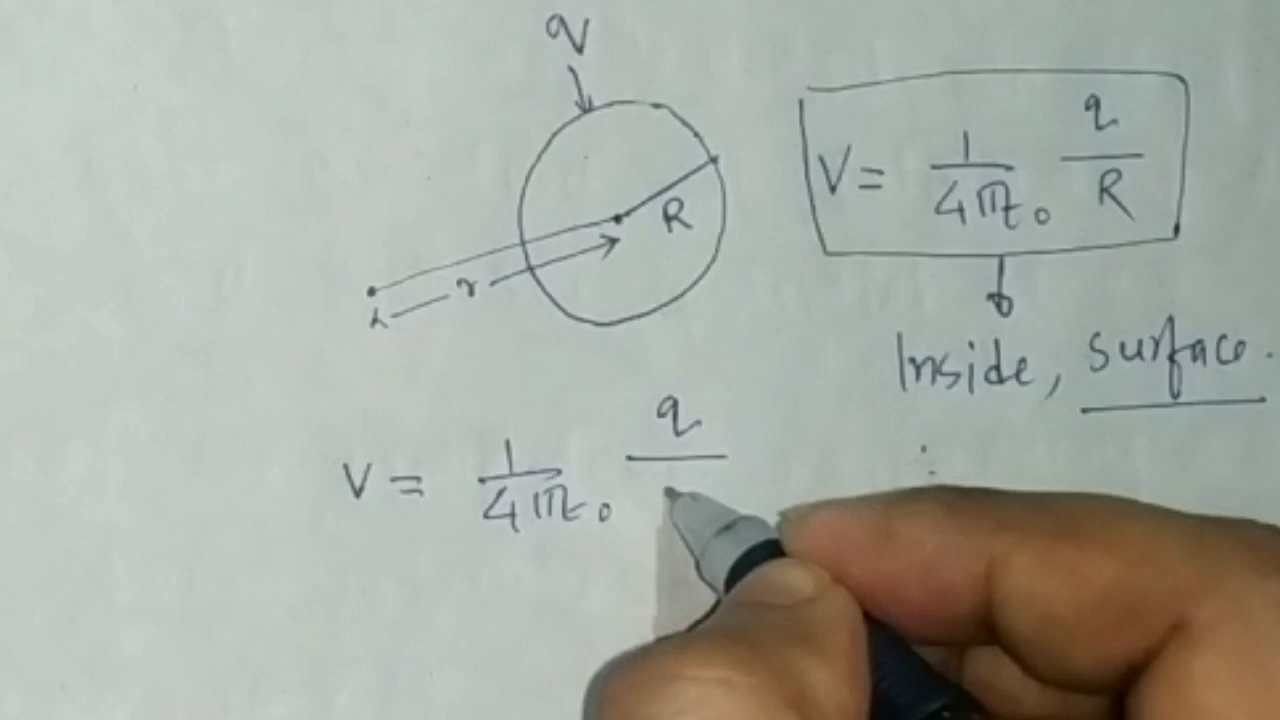 q
R
r
V = 1/4πε₀ q/R
Inside, surface.
V = 1/4πε₀ q/